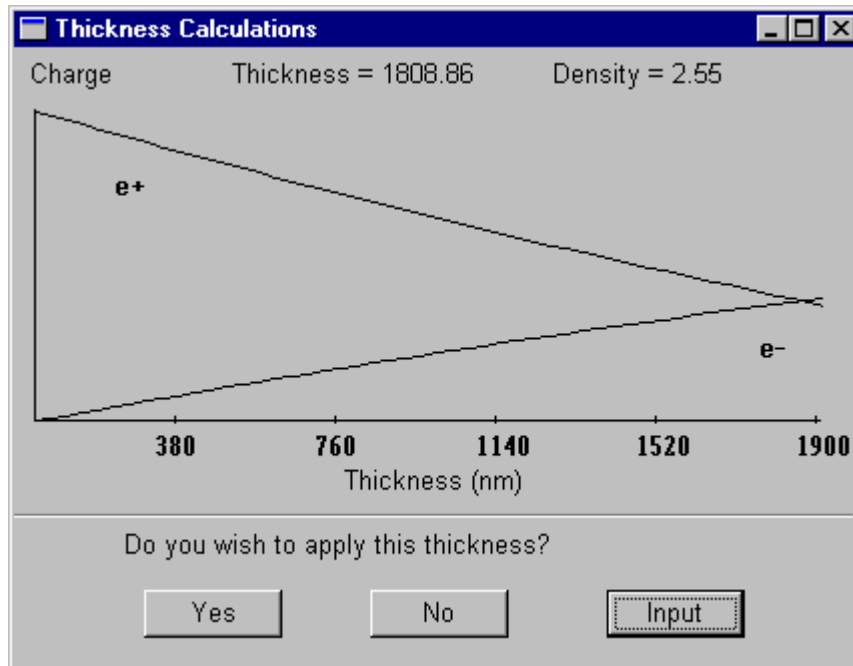 Thickness Calculations
Charge Thickness = 1808.86 Density = 2.55
e+
e-
380 760 1140 1520 1900
Thickness (nm)
Do you wish to apply this thickness?
Yes No Input